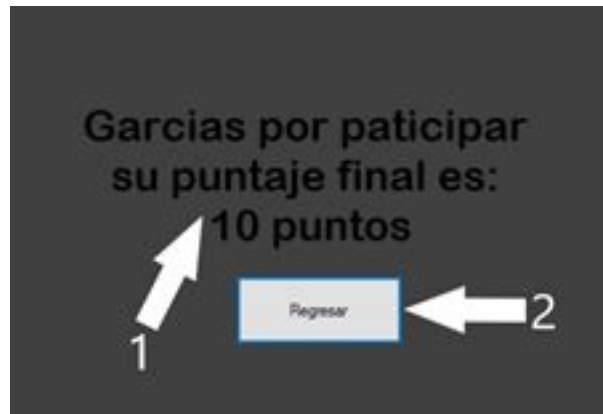 Garcias por paticipar
su puntaje final es:
10 puntos
Regresar
2
1